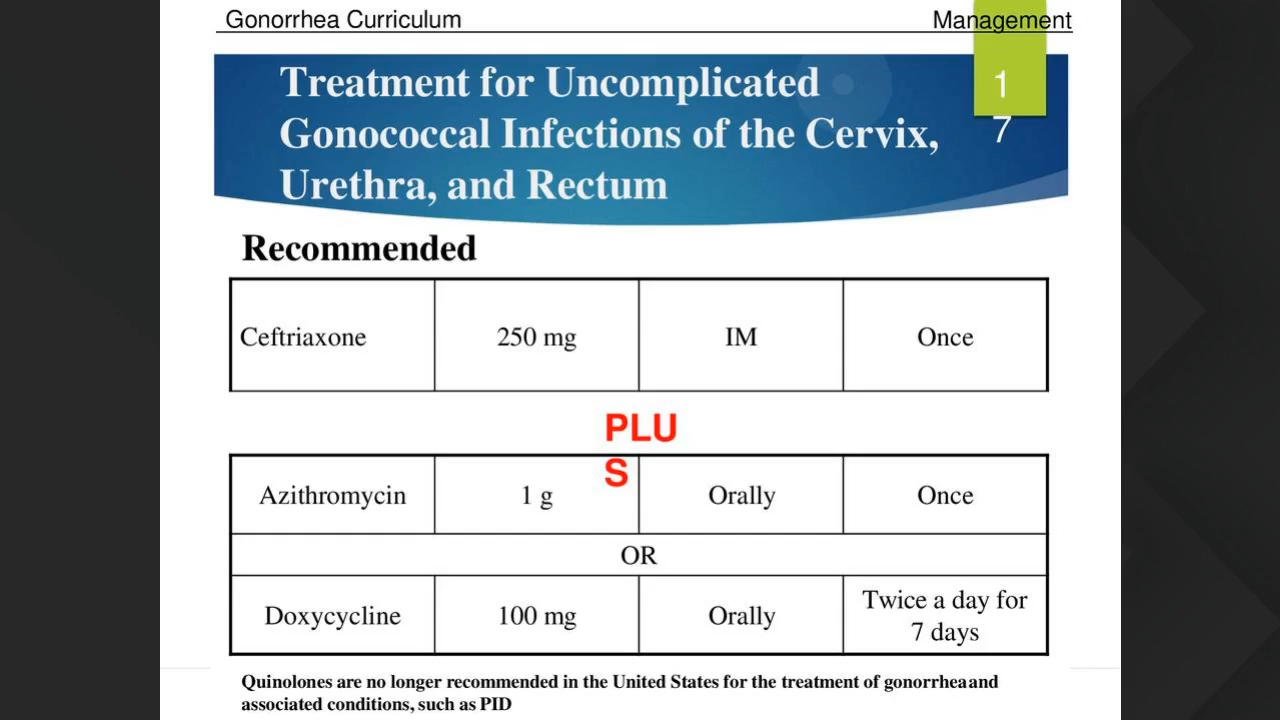 Gonorrhea Curriculum
Management
1
7
Treatment for Uncomplicated
Gonococcal Infections of the Cervix,
Urethra, and Rectum
Recommended
Ceftriaxone 250 mg IM Once
PLU
S
Azithromycin 1 g Orally Once
OR
Doxycycline 100 mg Orally Twice a day for
7 days
Quinolones are no longer recommended in the United States for the treatment of gonorrhea and
associated conditions, such as PID